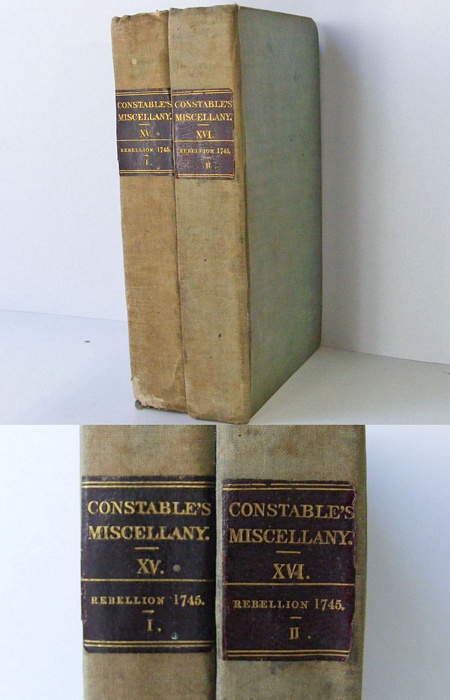 CONSTABLE'S
MISCELLANY.
XV.
REBELLION 1745.
I.
CONSTABLE'S
MISCELLANY.
XVI.
REBELLION 1745.
II.
CONSTABLE'S
MISCELLANY.
XV.
REBELLION 1745.
I.
CONSTABLE'S
MISCELLANY.
XVI.
REBELLION 1745.
II.